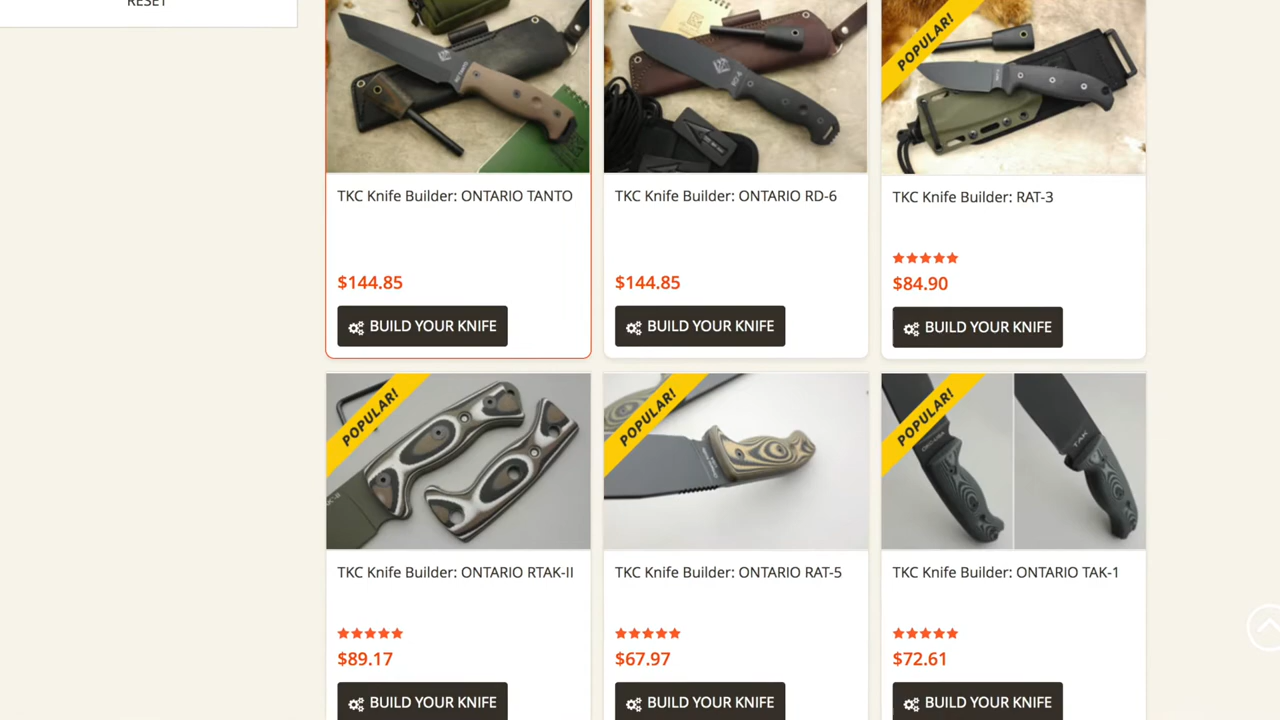 RESET
POPULAR!
TKC Knife Builder: ONTARIO TANTO
TKC Knife Builder: ONTARIO RD-6
TKC Knife Builder: RAT-3
$144.85
$144.85
$84.90
BUILD YOUR KNIFE
BUILD YOUR KNIFE
BUILD YOUR KNIFE
POPULAR!
POPULAR!
POPULAR!
TKC Knife Builder: ONTARIO RTAK-II
TKC Knife Builder: ONTARIO RAT-5
TKC Knife Builder: ONTARIO TAK-1
$89.17
$67.97
$72.61
BUILD YOUR KNIFE
BUILD YOUR KNIFE
BUILD YOUR KNIFE